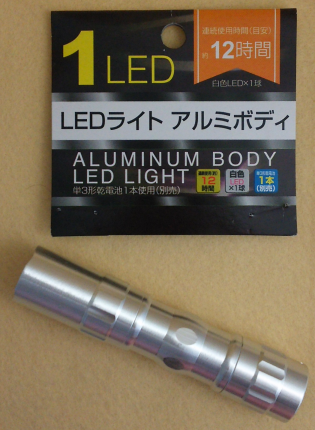 1 LED
連続使用時間(目安)
約12時間
白色LED×1球
LEDライト アルミボディ
ALUMINUM BODY
LED LIGHT
単3形乾電池1本使用(別売)
12
時間
白色
LED
×1球
1本
(別売)